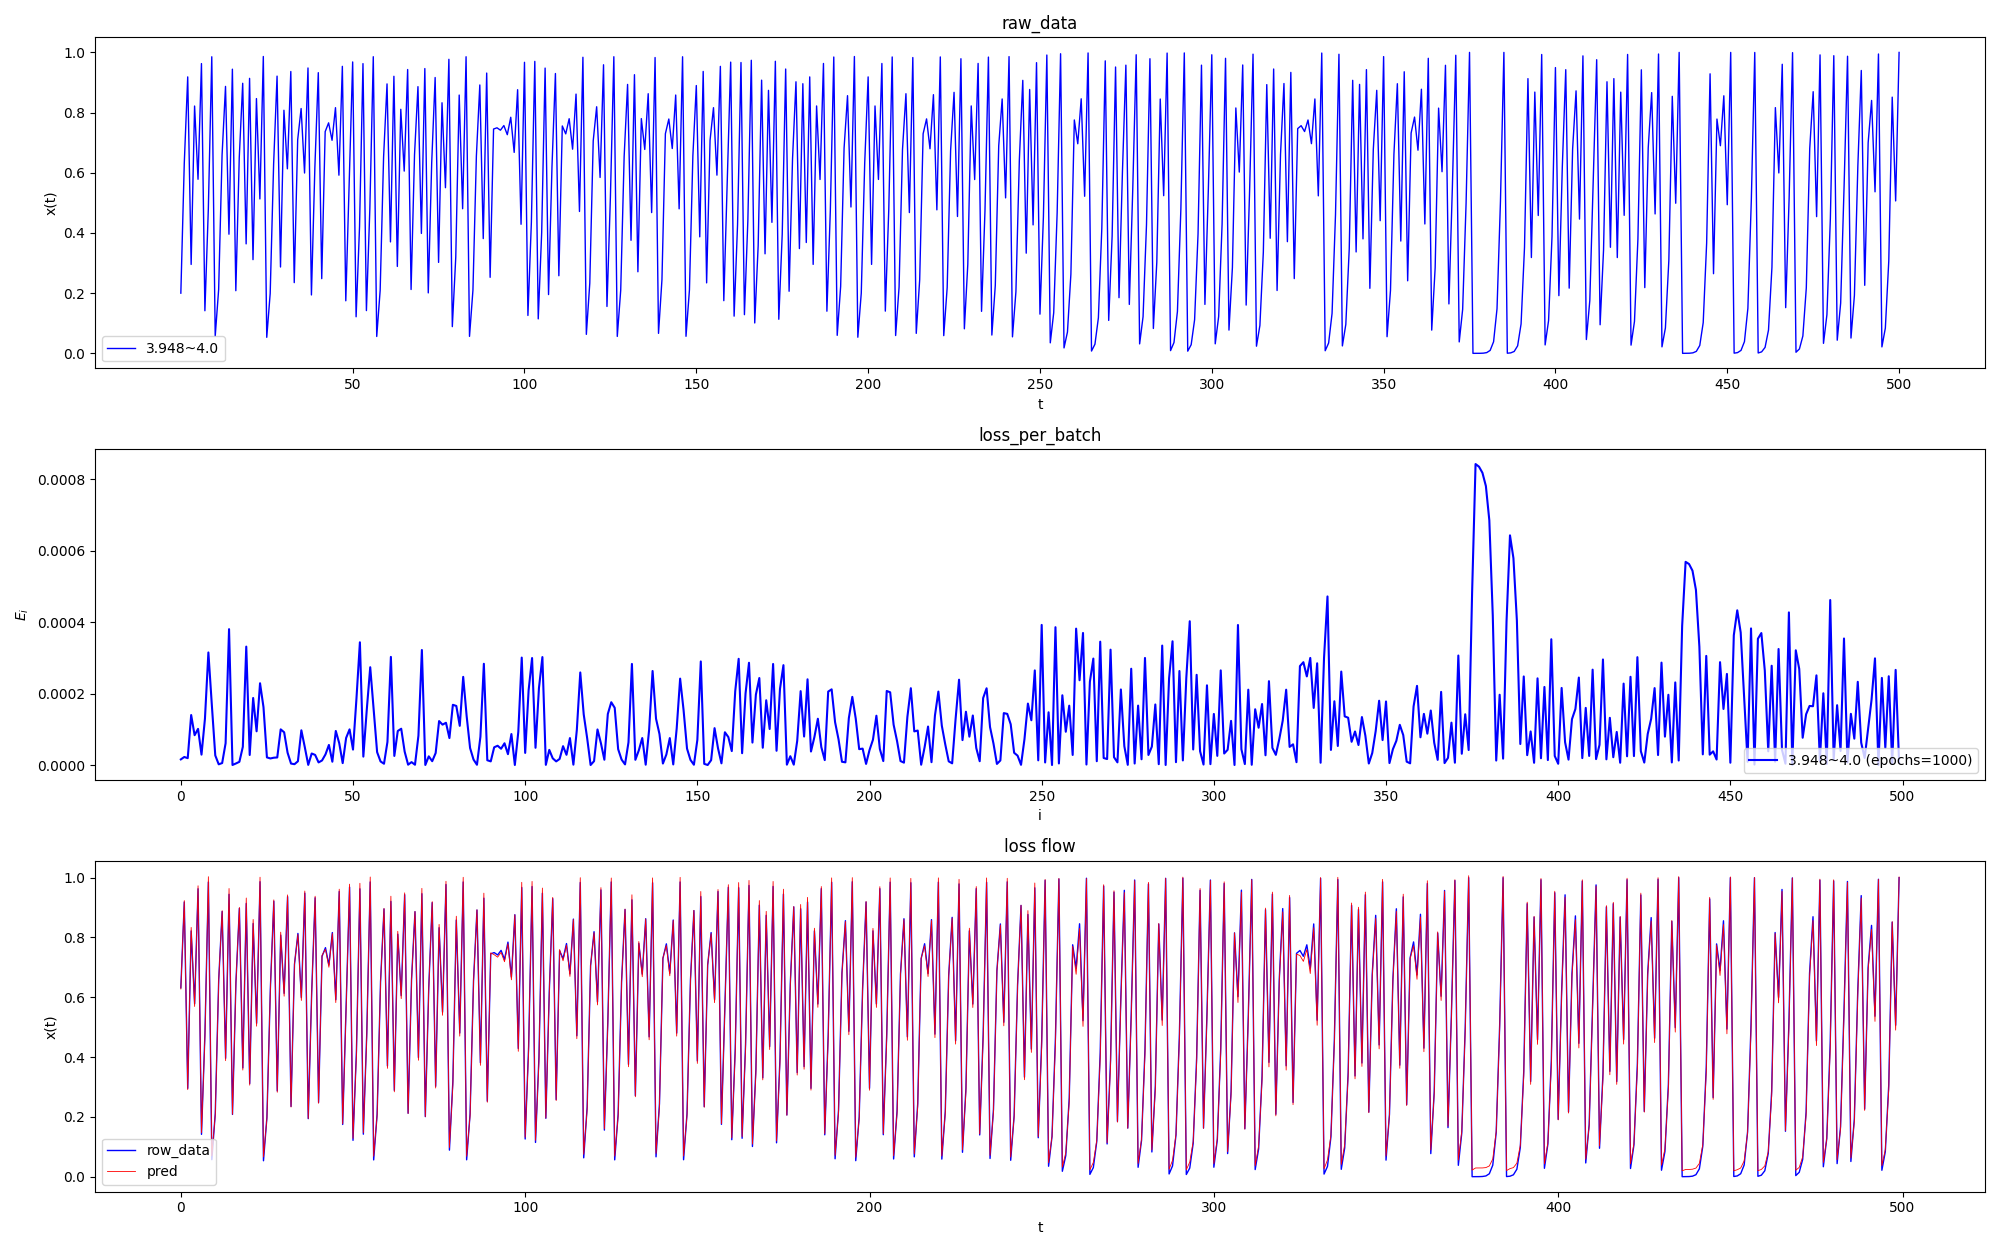 raw_data
x(t)
1.0
0.8
0.6
0.4
0.2
0.0
3.948~4.0
50 100 150 200 250 300 350 400 450 500
t
loss_per_batch
E_i
0.0008
0.0006
0.0004
0.0002
0.0000
3.948~4.0 (epochs=1000)
0 50 100 150 200 250 300 350 400 450 500
i
loss flow
x(t)
1.0
0.8
0.6
0.4
0.2
0.0
row_data
pred
0 100 200 300 400 500
t